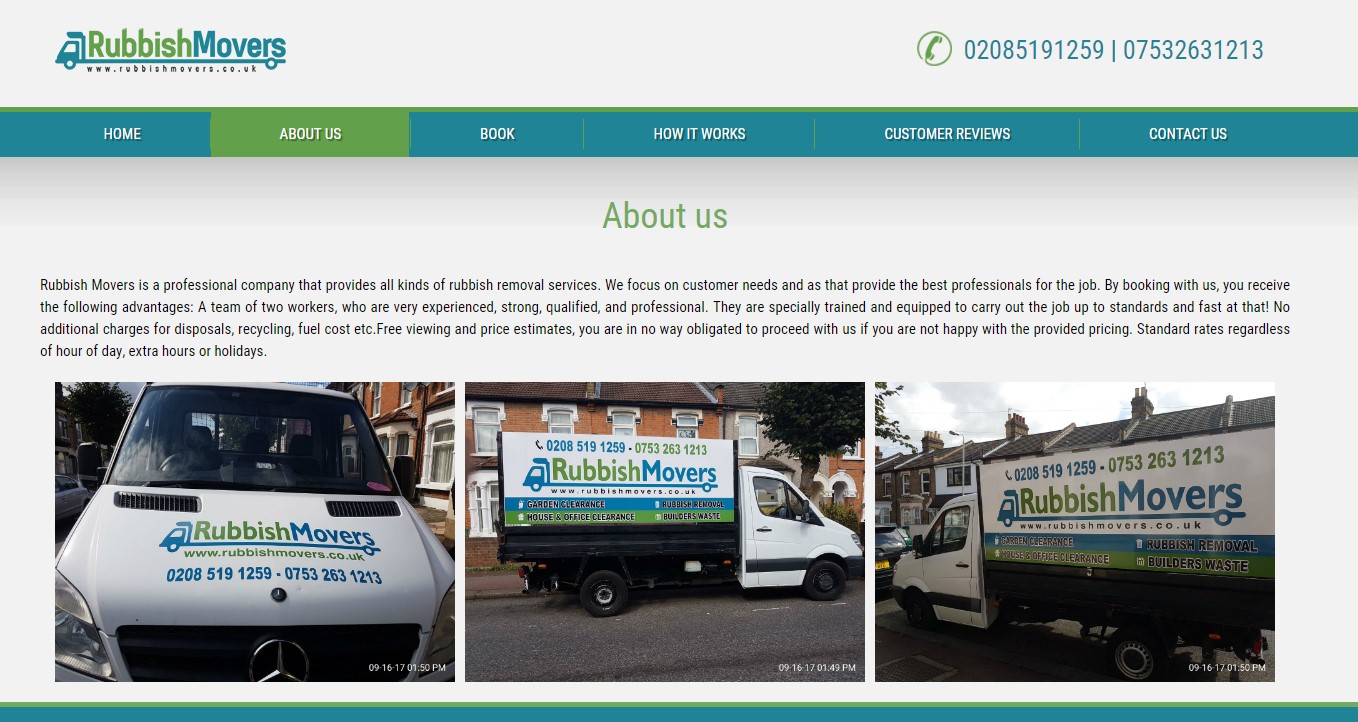 RubbishMovers
www.rubbishmovers.co.uk
02085191259 | 07532631213
HOME
ABOUT US
BOOK
HOW IT WORKS
CUSTOMER REVIEWS
CONTACT US
About us
Rubbish Movers is a professional company that provides all kinds of rubbish removal services. We focus on customer needs and as that provide the best professionals for the job. By booking with us, you receive
the following advantages: A team of two workers, who are very experienced, strong, qualified, and professional. They are specially trained and equipped to carry out the job up to standards and fast at that! No
additional charges for disposals, recycling, fuel cost etc.Free viewing and price estimates, you are in no way obligated to proceed with us if you are not happy with the provided pricing. Standard rates regardless
of hour of day, extra hours or holidays.
RubbishMovers
www.rubbishmovers.co.uk
0208 519 1259 - 0753 263 1213
09-16-17 01:50 PM
0208 519 1259 - 0753 263 1213
RubbishMovers
www.rubbishmovers.co.uk
GARDEN CLEARANCE
RUBBISH REMOVAL
HOUSE & OFFICE CLEARANCE
BUILDERS WASTE
09-16-17 01:49 PM
0208 519 1259 - 0753 263 1213
RubbishMovers
www.rubbishmovers.co.uk
GARDEN CLEARANCE
RUBBISH REMOVAL
HOUSE & OFFICE CLEARANCE
BUILDERS WASTE
09-16-17 01:50 PM